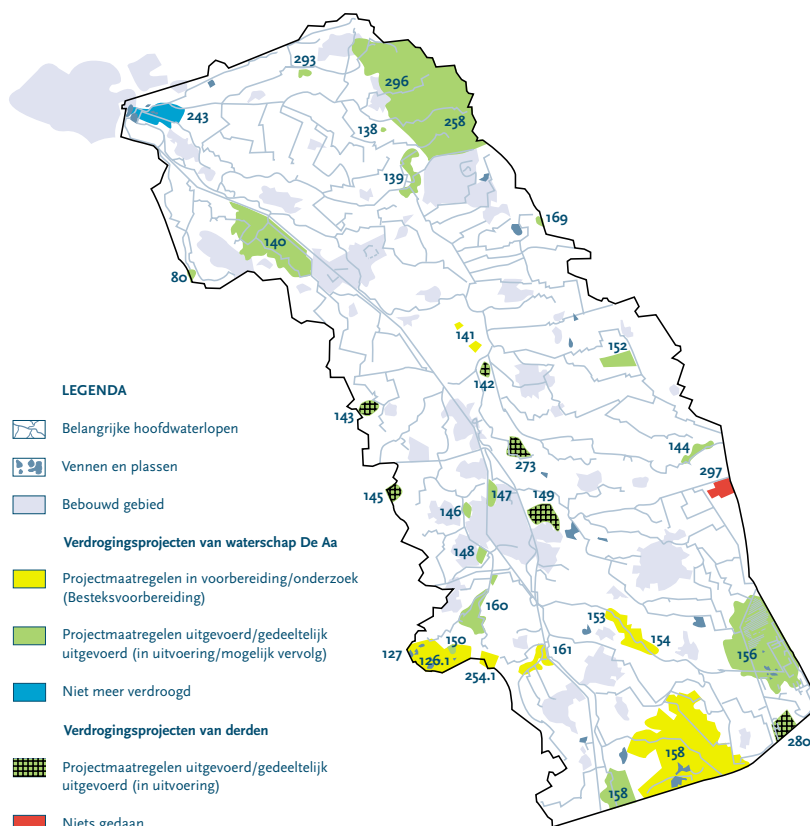 293
296
243
138
258
139
169
140
80
141
152
142
143
144
273
297
145
147
149
146
148
160
153
150
154
127
126.1
161
156
254.1
280
158
158
LEGENDA
Belangrijke hoofdwaterlopen
Vennen en plassen
Bebouwd gebied
Verdrogingsprojecten van waterschap De Aa
Projectmaatregelen in voorbereiding/onderzoek
(Besteksvoorbereiding)
Projectmaatregelen uitgevoerd/gedeeltelijk
uitgevoerd (in uitvoering/mogelijk vervolg)
Niet meer verdroogd
Verdrogingsprojecten van derden
Projectmaatregelen uitgevoerd/gedeeltelijk
uitgevoerd (in uitvoering)
Niets gedaan